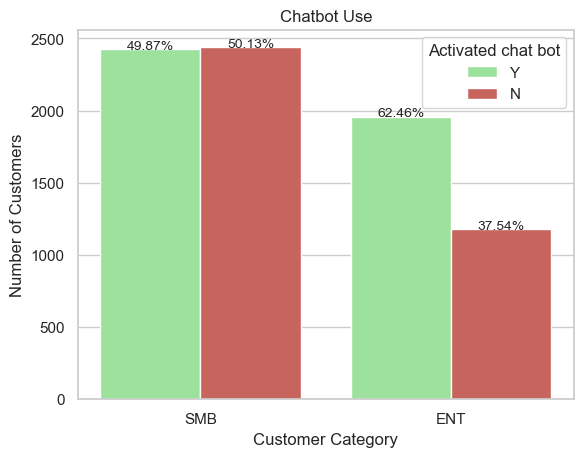 Chatbot Use
Activated chat bot
Y
N
49.87%
50.13%
62.46%
37.54%
2500
2000
1500
1000
500
0
Number of Customers
SMB
ENT
Customer Category